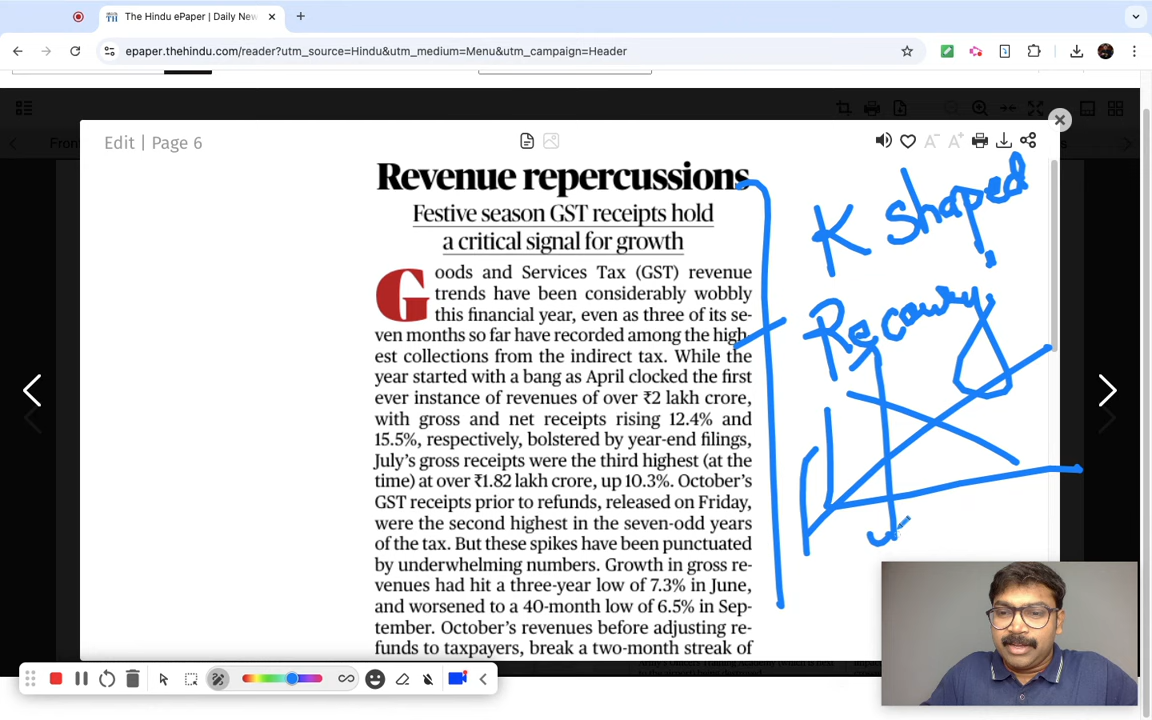 The Hindu ePaper | Daily New
epaper.thehindu.com/reader?utm_source=Hindu&utm_medium=Menu&utm_campaign=Header
Edit | Page 6
A⁻ A⁺
Revenue repercussions
Festive season GST receipts hold
a critical signal for growth
Goods and Services Tax (GST) revenue
trends have been considerably wobbly
this financial year, even as three of its se-
ven months so far have recorded among the high-
est collections from the indirect tax. While the
year started with a bang as April clocked the first
ever instance of revenues of over ₹2 lakh crore,
with gross and net receipts rising 12.4% and
15.5%, respectively, bolstered by year-end filings,
July’s gross receipts were the third highest (at the
time) at over ₹1.82 lakh crore, up 10.3%. October’s
GST receipts prior to refunds, released on Friday,
were the second highest in the seven-odd years
of the tax. But these spikes have been punctuated
by underwhelming numbers. Growth in gross re-
venues had hit a three-year low of 7.3% in June,
and worsened to a 40-month low of 6.5% in Sep-
tember. October’s revenues before adjusting re-
funds to taxpayers, break a two-month streak of
K shaped
Recovery